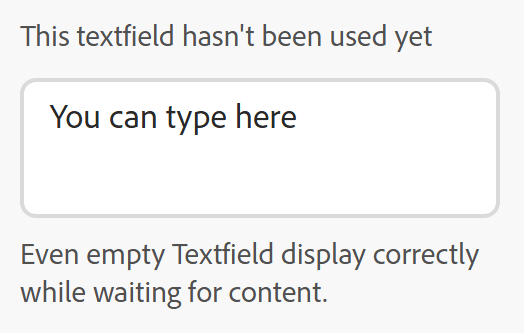 This textfield hasn't been used yet
You can type here
Even empty Textfield display correctly
while waiting for content.